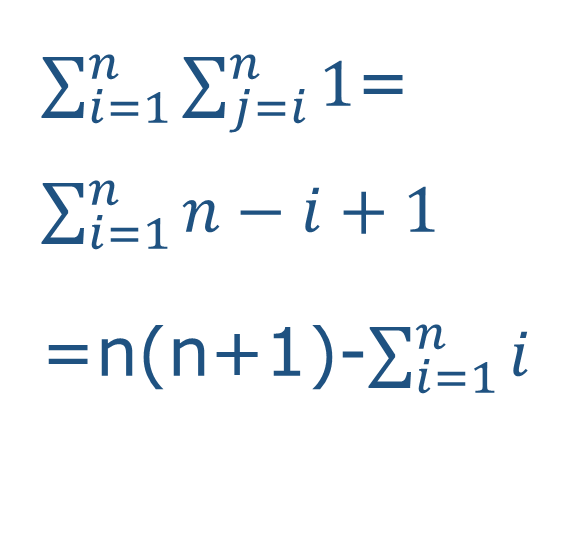 ∑ⁿᵢ₌₁ ∑ⁿⱼ₌ᵢ 1=
∑ⁿᵢ₌₁ n − i + 1
=n(n+1)-∑ⁿᵢ₌₁ i